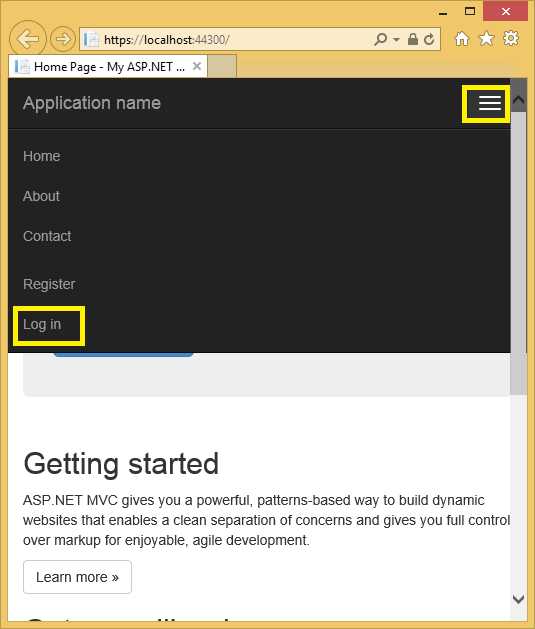 https://localhost:44300/
Home Page - My ASP.NET ...
Application name
Home
About
Contact
Register
Log in
Getting started
ASP.NET MVC gives you a powerful, patterns-based way to build dynamic
websites that enables a clean separation of concerns and gives you full control
over markup for enjoyable, agile development.
Learn more »